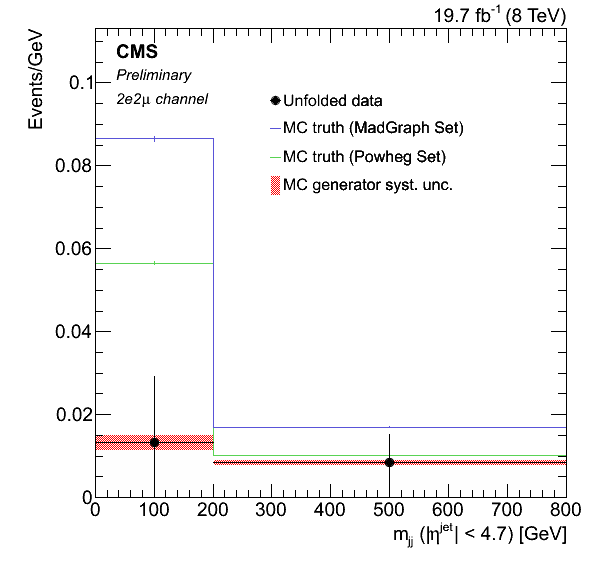 19.7 fb⁻¹ (8 TeV)
Events/GeV
CMS
Preliminary
2e2μ channel
Unfolded data
MC truth (MadGraph Set)
MC truth (Powheg Set)
MC generator syst. unc.
0.1
0.08
0.06
0.04
0.02
0
0 100 200 300 400 500 600 700 800
m_jj (|η^jet| < 4.7) [GeV]